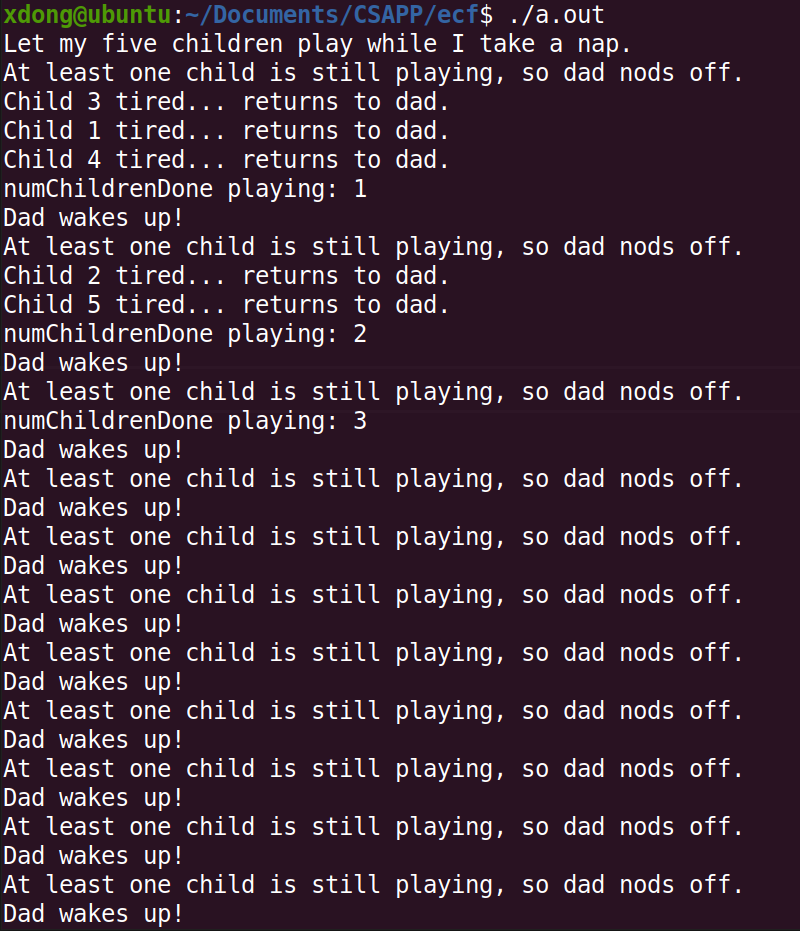 xdong@ubuntu:~/Documents/CSAPP/ecf$ ./a.out
Let my five children play while I take a nap.
At least one child is still playing, so dad nods off.
Child 3 tired... returns to dad.
Child 1 tired... returns to dad.
Child 4 tired... returns to dad.
numChildrenDone playing: 1
Dad wakes up!
At least one child is still playing, so dad nods off.
Child 2 tired... returns to dad.
Child 5 tired... returns to dad.
numChildrenDone playing: 2
Dad wakes up!
At least one child is still playing, so dad nods off.
numChildrenDone playing: 3
Dad wakes up!
At least one child is still playing, so dad nods off.
Dad wakes up!
At least one child is still playing, so dad nods off.
Dad wakes up!
At least one child is still playing, so dad nods off.
Dad wakes up!
At least one child is still playing, so dad nods off.
Dad wakes up!
At least one child is still playing, so dad nods off.
Dad wakes up!
At least one child is still playing, so dad nods off.
Dad wakes up!
At least one child is still playing, so dad nods off.
Dad wakes up!
At least one child is still playing, so dad nods off.
Dad wakes up!